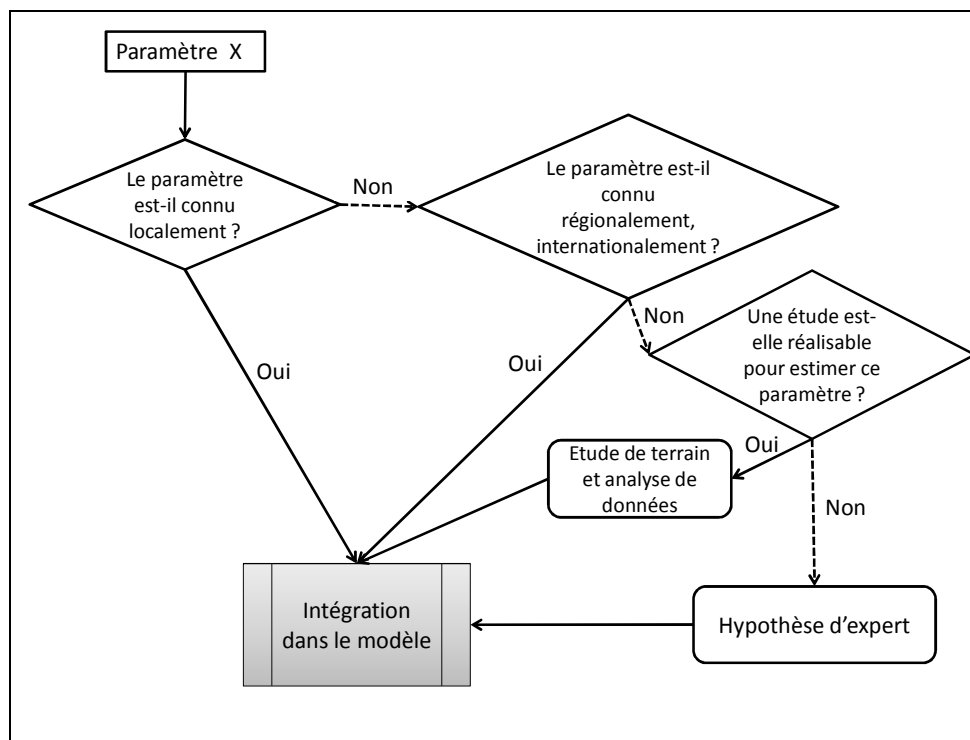 Paramètre X
Le paramètre
est-il connu
localement ?
Non
Le paramètre est-il
connu
régionalement,
internationalement ?
Non
Une étude est-
elle réalisable
pour estimer ce
paramètre ?
Oui
Oui
Oui
Etude de terrain
et analyse de
données
Non
Intégration
dans le modèle
Hypothèse d'expert